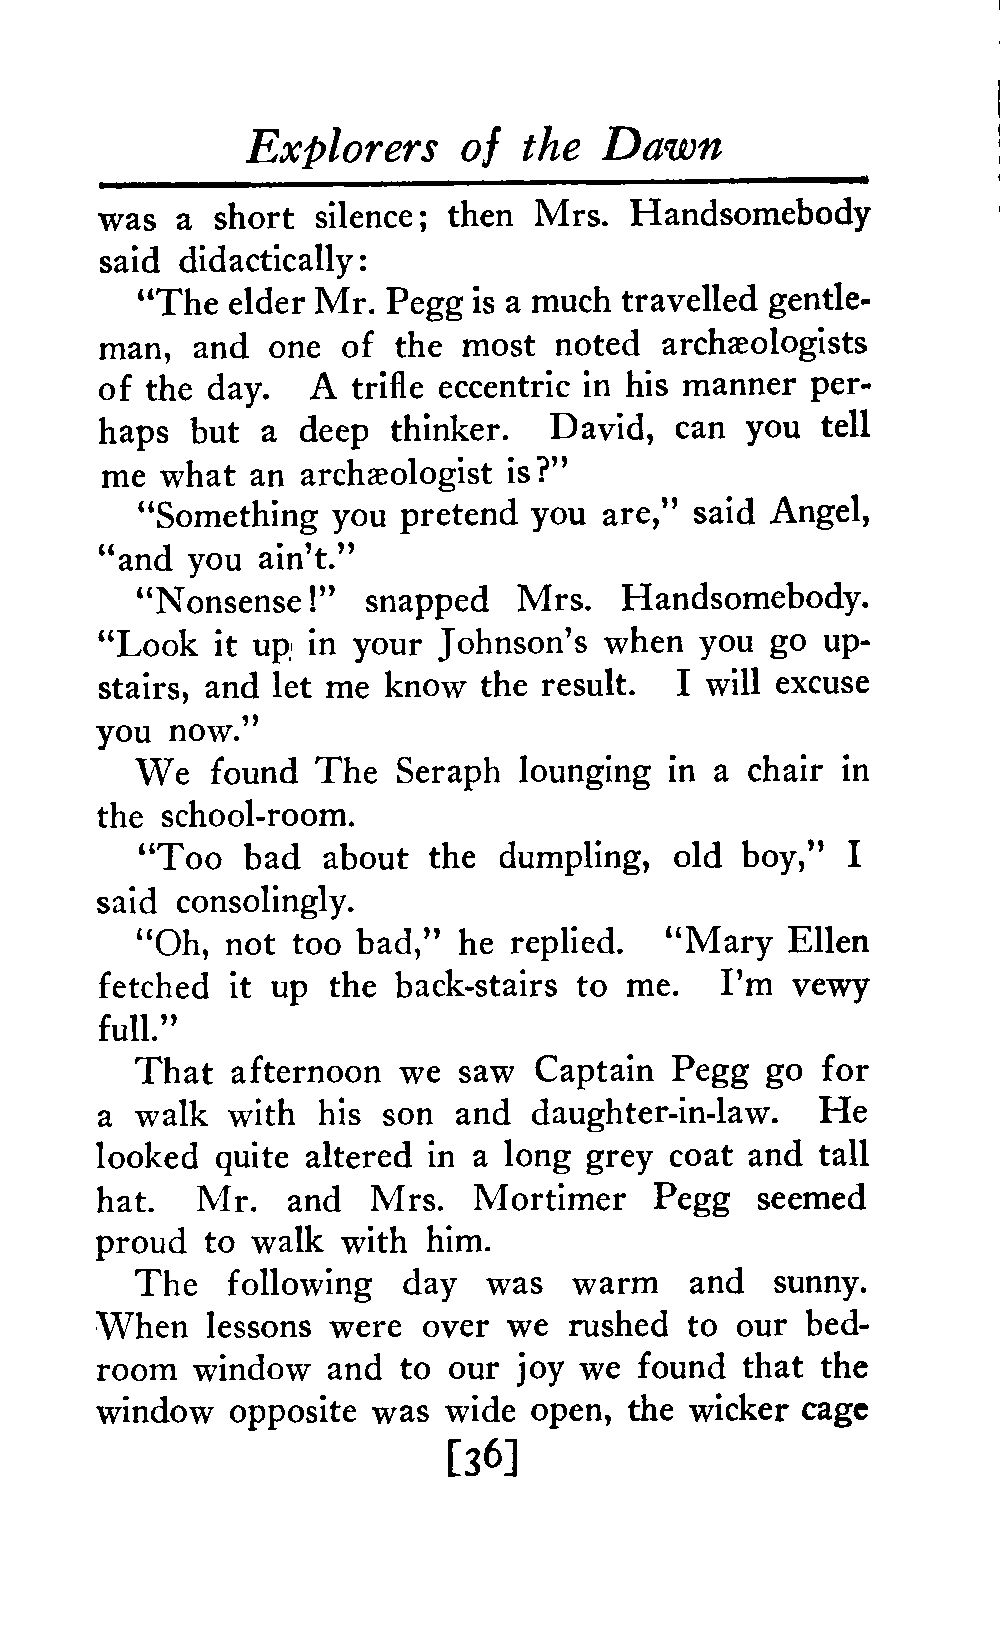 Explorers of the Dawn
was a short silence; then Mrs. Handsomebody
said didactically:
"The elder Mr. Pegg is a much travelled gentle-
man, and one of the most noted archæologists
of the day. A trifle eccentric in his manner per-
haps but a deep thinker. David, can you tell
me what an archæologist is?"
"Something you pretend you are," said Angel,
"and you ain't."
"Nonsense!" snapped Mrs. Handsomebody.
"Look it up in your Johnson's when you go up-
stairs, and let me know the result. I will excuse
you now."
We found The Seraph lounging in a chair in
the school-room.
"Too bad about the dumpling, old boy," I
said consolingly.
"Oh, not too bad," he replied. "Mary Ellen
fetched it up the back-stairs to me. I'm vewy
full."
That afternoon we saw Captain Pegg go for
a walk with his son and daughter-in-law. He
looked quite altered in a long grey coat and tall
hat. Mr. and Mrs. Mortimer Pegg seemed
proud to walk with him.
The following day was warm and sunny.
When lessons were over we rushed to our bed-
room window and to our joy we found that the
window opposite was wide open, the wicker cage
[36]